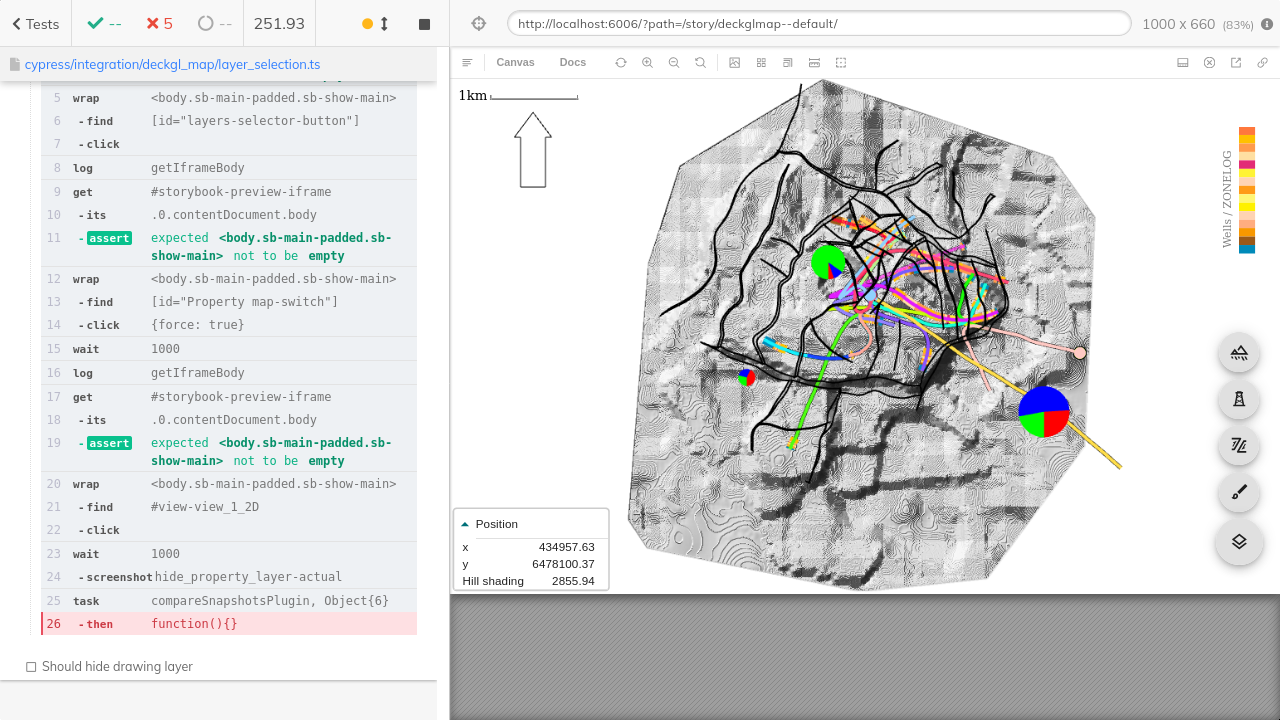 Tests
--
5
--
251.93
cypress/integration/deckgl_map/layer_selection.ts
5 wrap <body.sb-main-padded.sb-show-main>
6 -find [id="layers-selector-button"]
7 -click
8 log getIframeBody
9 get #storybook-preview-iframe
10 -its .0.contentDocument.body
11 -assert expected <body.sb-main-padded.sb-
show-main> not to be empty
12 wrap <body.sb-main-padded.sb-show-main>
13 -find [id="Property map-switch"]
14 -click {force: true}
15 wait 1000
16 log getIframeBody
17 get #storybook-preview-iframe
18 -its .0.contentDocument.body
19 -assert expected <body.sb-main-padded.sb-
show-main> not to be empty
20 wrap <body.sb-main-padded.sb-show-main>
21 -find #view-view_1_2D
22 -click
23 wait 1000
24 -screenshot hide_property_layer-actual
25 task compareSnapshotsPlugin, Object{6}
26 -then function(){}
Should hide drawing layer
http://localhost:6006/?path=/story/deckglmap--default/
1000 x 660 (83%)
Canvas Docs
1km
Wells / ZONELOG
Position
x 434957.63
y 6478100.37
Hill shading 2855.94